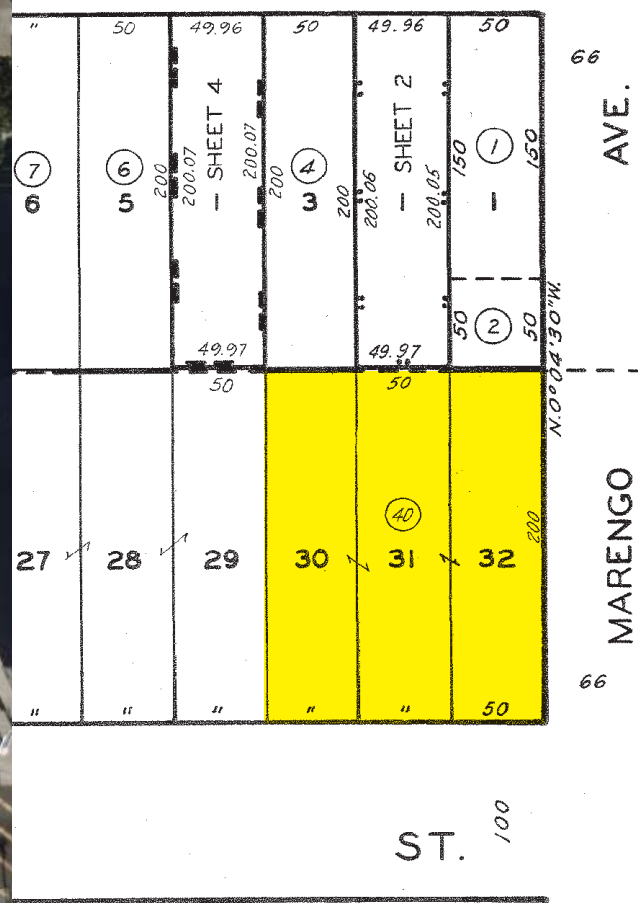 " 50 49.96 50 49.96 50
66
AVE.
7 6 200 200.07 — SHEET 4 200.07 200 4 200 200.06 — SHEET 2 200.05 150 1 150
6 5 3 1
50 2 50
N.0°04'30"W.
49.97 49.97
50 50
MARENGO
40
200
27 28 29 30 31 32
66
" " " " " 50
ST. 100